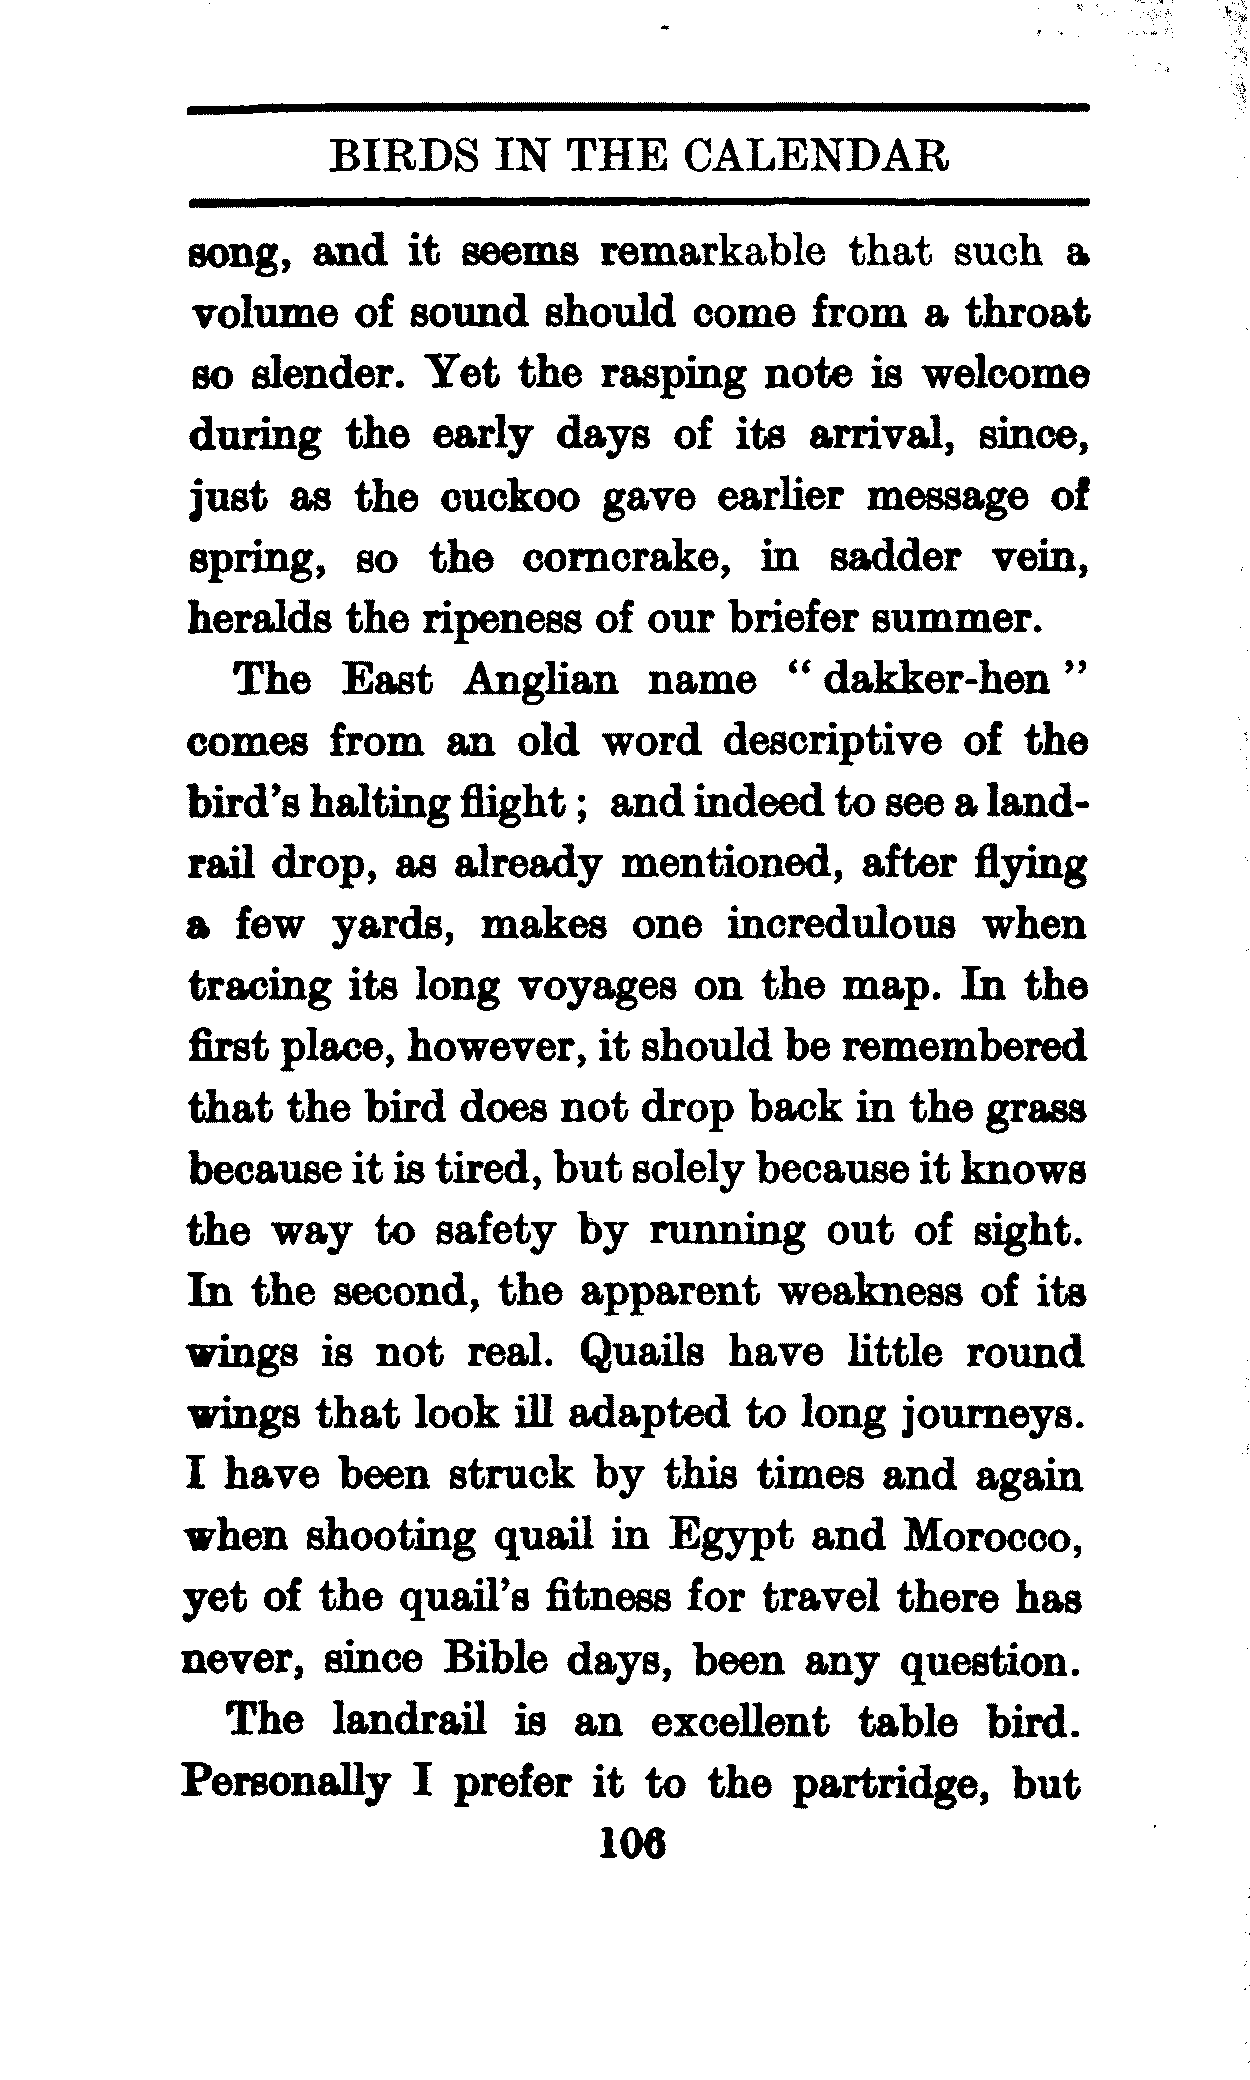 BIRDS IN THE CALENDAR
song, and it seems remarkable that such a
volume of sound should come from a throat
so slender. Yet the rasping note is welcome
during the early days of its arrival, since,
just as the cuckoo gave earlier message of
spring, so the corncrake, in sadder vein,
heralds the ripeness of our briefer summer.
The East Anglian name “ dakker-hen ”
comes from an old word descriptive of the
bird’s halting flight ; and indeed to see a land-
rail drop, as already mentioned, after flying
a few yards, makes one incredulous when
tracing its long voyages on the map. In the
first place, however, it should be remembered
that the bird does not drop back in the grass
because it is tired, but solely because it knows
the way to safety by running out of sight.
In the second, the apparent weakness of its
wings is not real. Quails have little round
wings that look ill adapted to long journeys.
I have been struck by this times and again
when shooting quail in Egypt and Morocco,
yet of the quail’s fitness for travel there has
never, since Bible days, been any question.
The landrail is an excellent table bird.
Personally I prefer it to the partridge, but
106